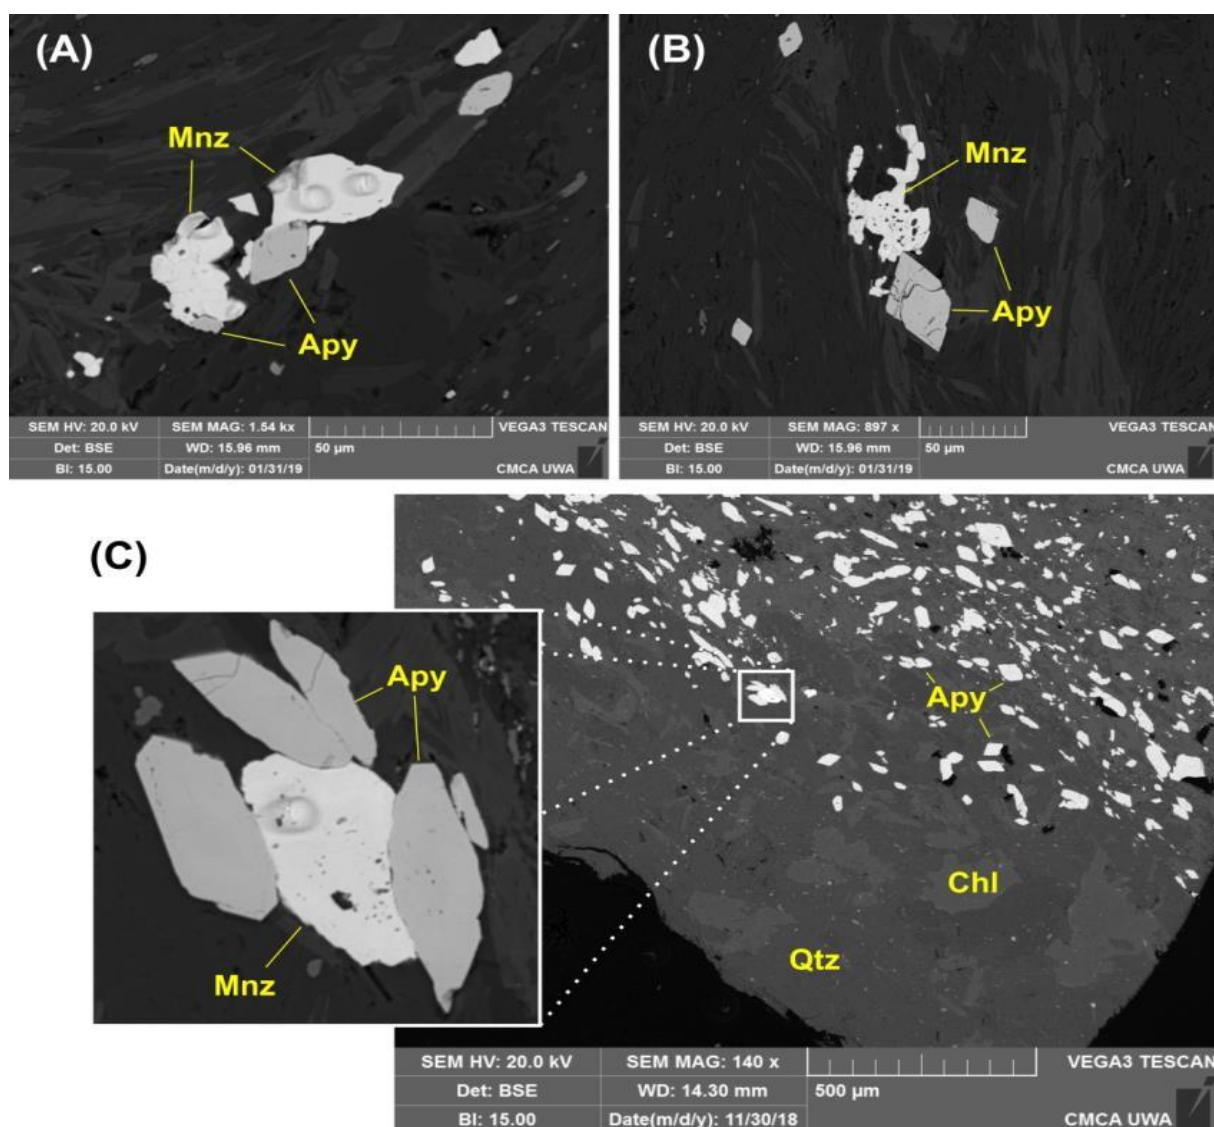 (A)
Mnz
Apy
SEM HV: 20.0 kV SEM MAG: 1.54 kx VEGA3 TESCAN
Det: BSE WD: 15.96 mm 50 µm
BI: 15.00 Date(m/d/y): 01/31/19 CMCA UWA
(B)
Mnz
Apy
SEM HV: 20.0 kV SEM MAG: 897 x VEGA3 TESCAN
Det: BSE WD: 15.96 mm 50 µm
BI: 15.00 Date(m/d/y): 01/31/19 CMCA UWA
(C)
Apy
Mnz
Apy
Chl
Qtz
SEM HV: 20.0 kV SEM MAG: 140 x VEGA3 TESCAN
Det: BSE WD: 14.30 mm 500 µm
BI: 15.00 Date(m/d/y): 11/30/18 CMCA UWA